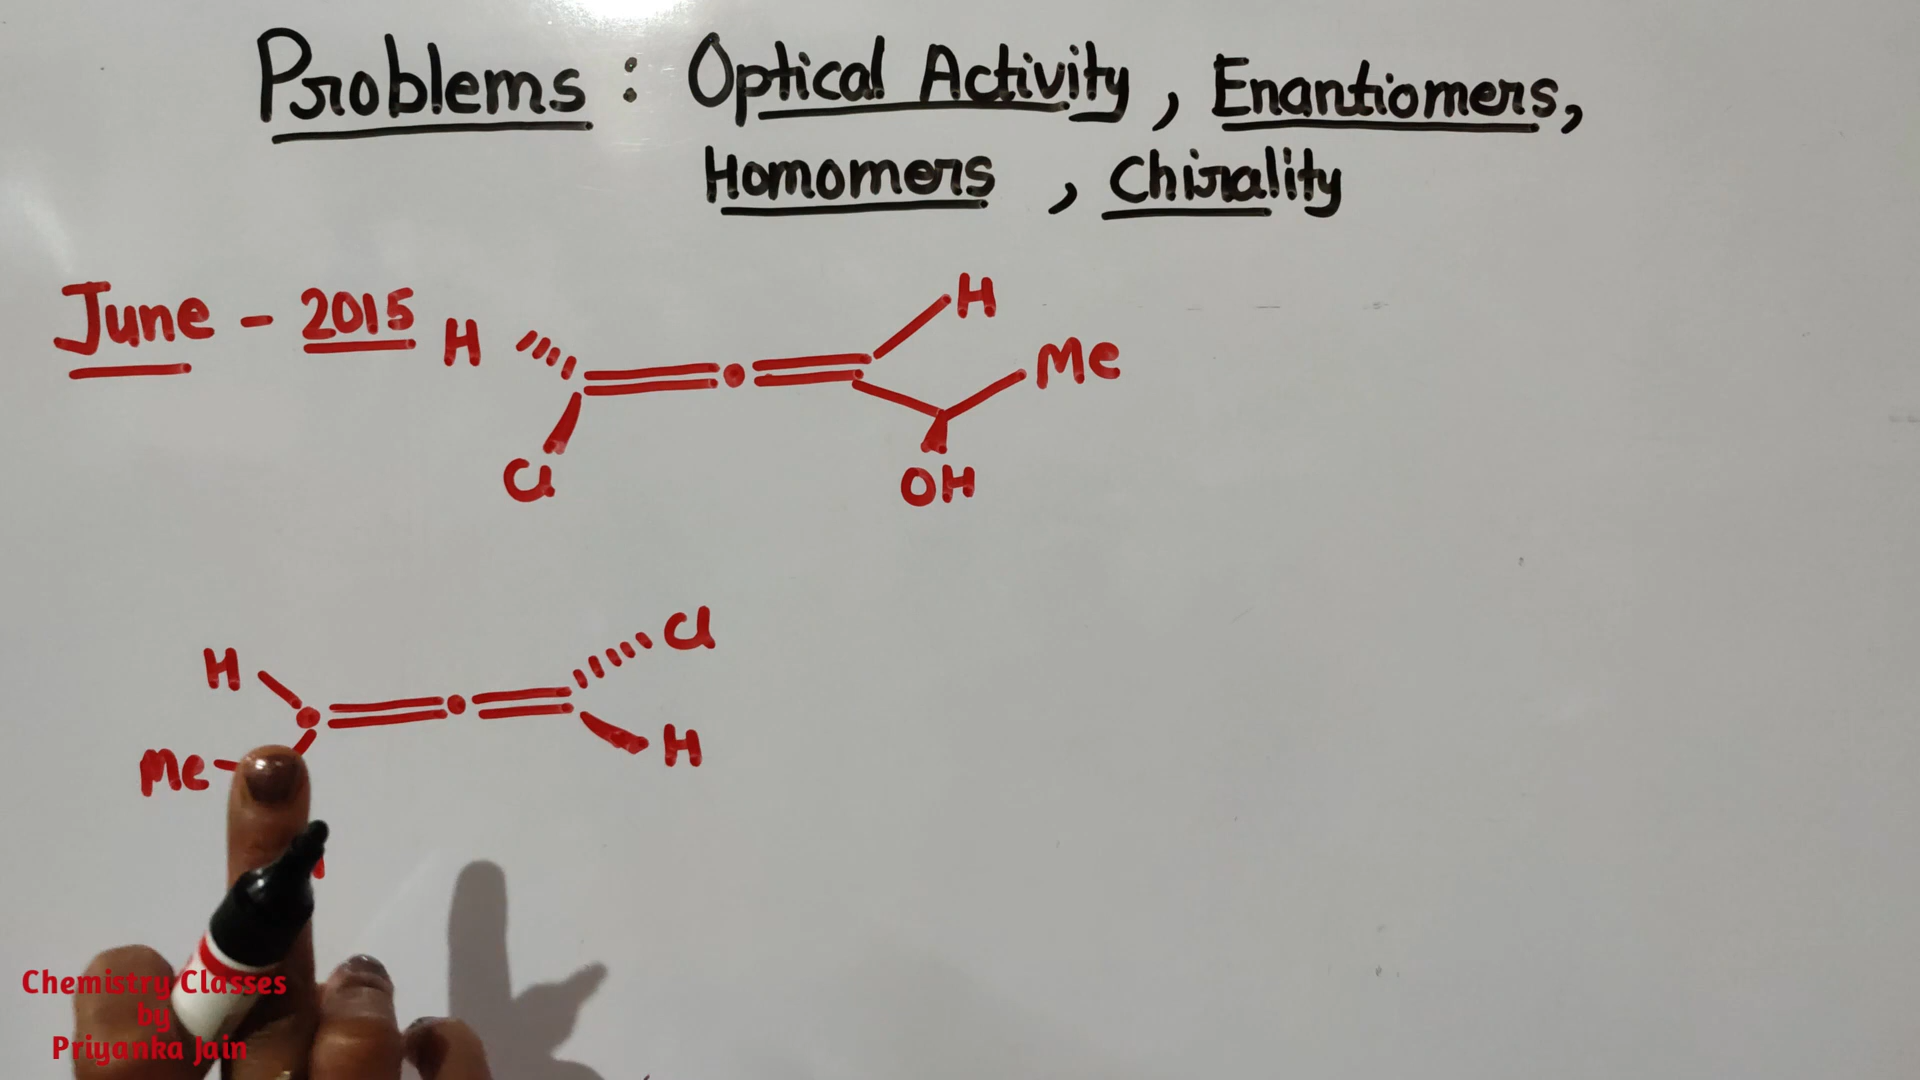 Problems : Optical Activity , Enantiomers,
Homomers , Chirality
June - 2015
H
H
Me
Cl
OH
Cl
H
Me
H
Chemistry Classes
by
Priyanka Jain